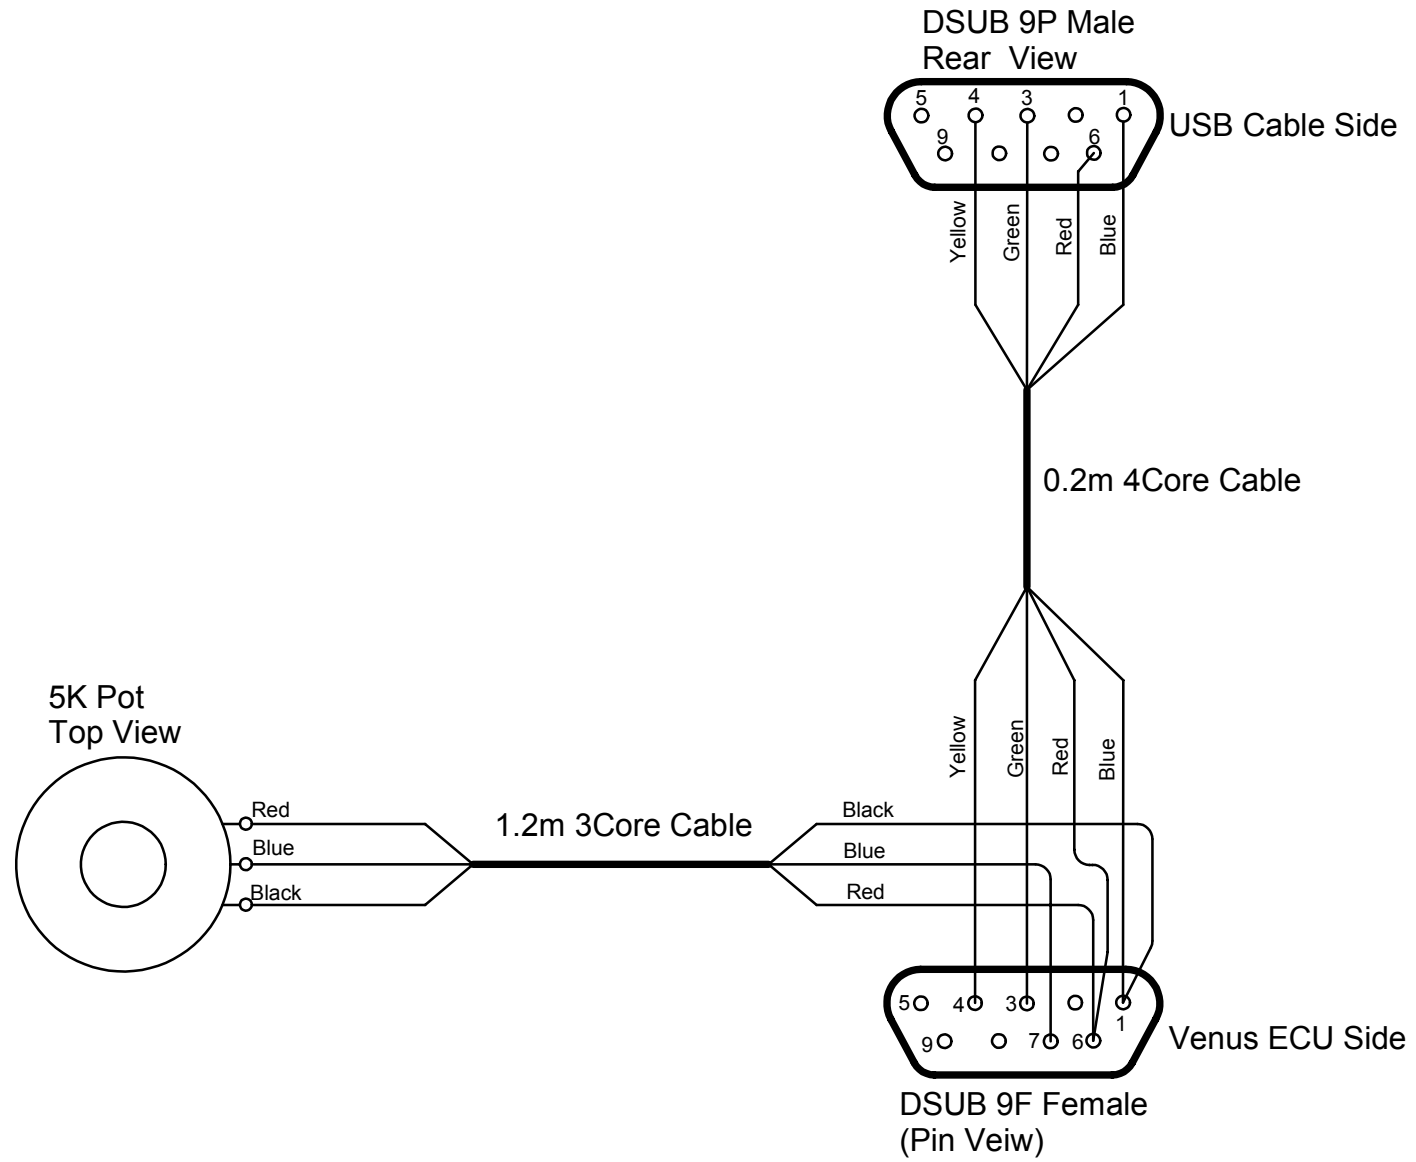 DSUB 9P Male
Rear View
5 4 3 1
USB Cable Side
9 6
Yellow
Green
Red
Blue
0.2m 4Core Cable
5K Pot
Top View
Yellow
Green
Red
Blue
Red
1.2m 3Core Cable
Black
Blue
Blue
Black
Red
5 4 3 1
9 7 6
Venus ECU Side
DSUB 9F Female
(Pin Veiw)